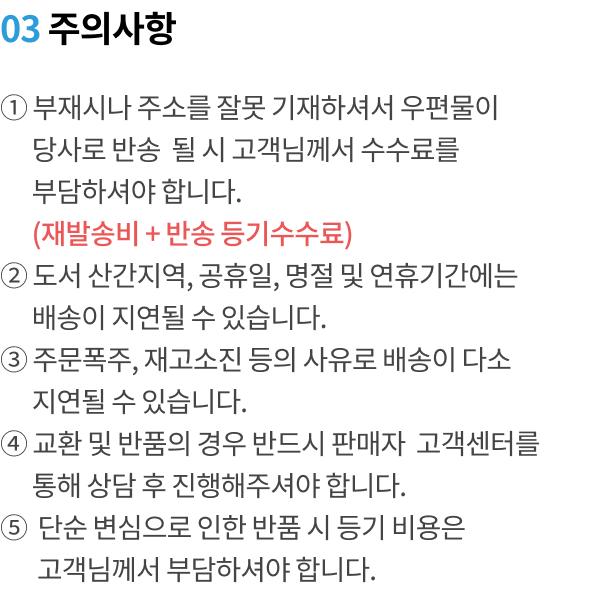 03 주의사항
① 부재시나 주소를 잘못 기재하셔서 우편물이
당사로 반송 될 시 고객님께서 수수료를
부담하셔야 합니다.
(재발송비 + 반송 등기수수료)
② 도서 산간지역, 공휴일, 명절 및 연휴기간에는
배송이 지연될 수 있습니다.
③ 주문폭주, 재고소진 등의 사유로 배송이 다소
지연될 수 있습니다.
④ 교환 및 반품의 경우 반드시 판매자 고객센터를
통해 상담 후 진행해주셔야 합니다.
⑤ 단순 변심으로 인한 반품 시 등기 비용은
고객님께서 부담하셔야 합니다.